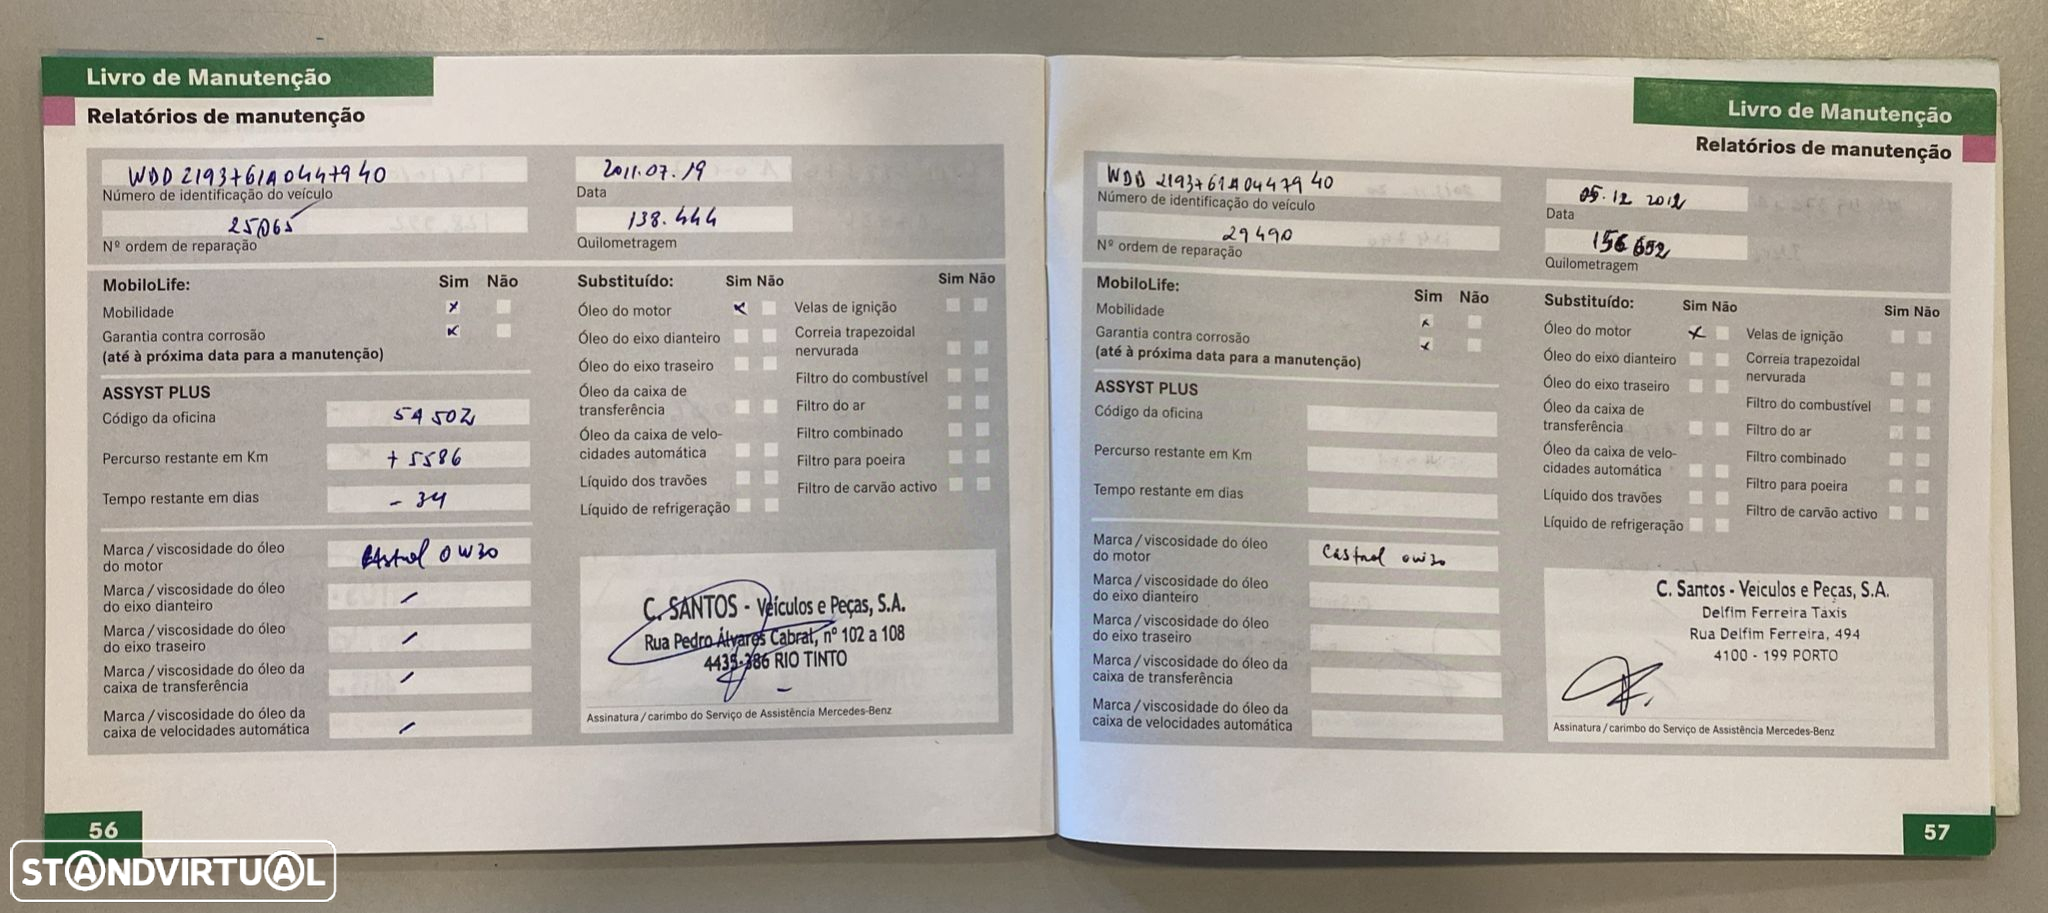 Livro de Manutenção
Relatórios de manutenção
WDD 2193761A0447940
Número de identificação do veículo
2011.07.19
Data
25065
Nº ordem de reparação
138.444
Quilometragem
MobiloLife: Sim Não
Mobilidade x
Garantia contra corrosão x
(até à próxima data para a manutenção)
ASSYST PLUS
Código da oficina 54502
Percurso restante em Km + 5586
Tempo restante em dias - 34
Marca / viscosidade do óleo
do motor Castrol 0W30
Marca / viscosidade do óleo
do eixo dianteiro /
Marca / viscosidade do óleo
do eixo traseiro /
Marca / viscosidade do óleo da
caixa de transferência /
Marca / viscosidade do óleo da
caixa de velocidades automática /
Substituído: Sim Não
Óleo do motor x
Óleo do eixo dianteiro
Óleo do eixo traseiro
Óleo da caixa de
transferência
Óleo da caixa de velo-
cidades automática
Líquido dos travões
Líquido de refrigeração
Sim Não
Velas de ignição
Correia trapezoidal
nervurada
Filtro do combustível
Filtro do ar
Filtro combinado
Filtro para poeira
Filtro de carvão activo
C. SANTOS - Veículos e Peças, S.A.
Rua Pedro Álvares Cabral, nº 102 a 108
4435-386 RIO TINTO
Assinatura / carimbo do Serviço de Assistência Mercedes-Benz
56
Livro de Manutenção
Relatórios de manutenção
WDD 2193761A0447940
Número de identificação do veículo
05.12 2012
Data
29490
Nº ordem de reparação
156 652
Quilometragem
MobiloLife: Sim Não
Mobilidade x
Garantia contra corrosão x
(até à próxima data para a manutenção)
ASSYST PLUS
Código da oficina
Percurso restante em Km
Tempo restante em dias
Marca / viscosidade do óleo
do motor Castrol 0W30
Marca / viscosidade do óleo
do eixo dianteiro
Marca / viscosidade do óleo
do eixo traseiro
Marca / viscosidade do óleo da
caixa de transferência
Marca / viscosidade do óleo da
caixa de velocidades automática
Substituído: Sim Não
Óleo do motor x
Óleo do eixo dianteiro
Óleo do eixo traseiro
Óleo da caixa de
transferência
Óleo da caixa de velo-
cidades automática
Líquido dos travões
Líquido de refrigeração
Sim Não
Velas de ignição
Correia trapezoidal
nervurada
Filtro do combustível
Filtro do ar
Filtro combinado
Filtro para poeira
Filtro de carvão activo
C. Santos - Veiculos e Peças, S.A.
Delfim Ferreira Taxis
Rua Delfim Ferreira, 494
4100 - 199 PORTO
Assinatura / carimbo do Serviço de Assistência Mercedes-Benz
57
STANDVIRTUAL